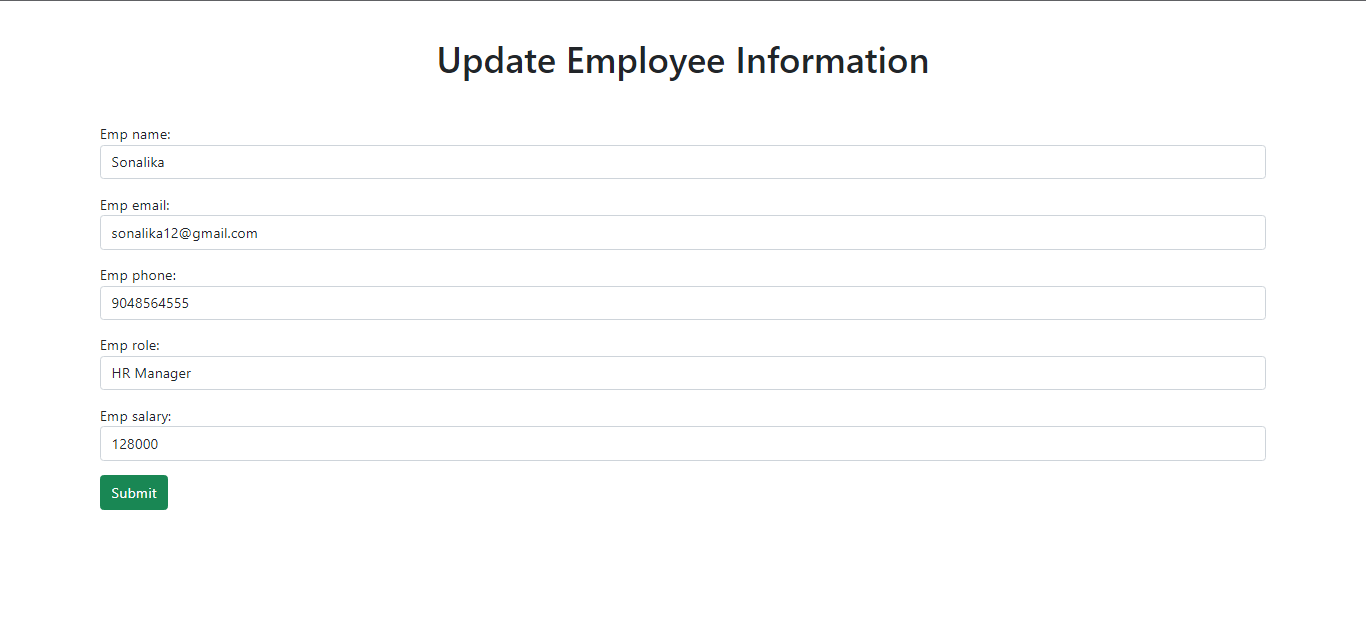 Update Employee Information
Emp name:
Sonalika
Emp email:
sonalika12@gmail.com
Emp phone:
9048564555
Emp role:
HR Manager
Emp salary:
128000
Submit